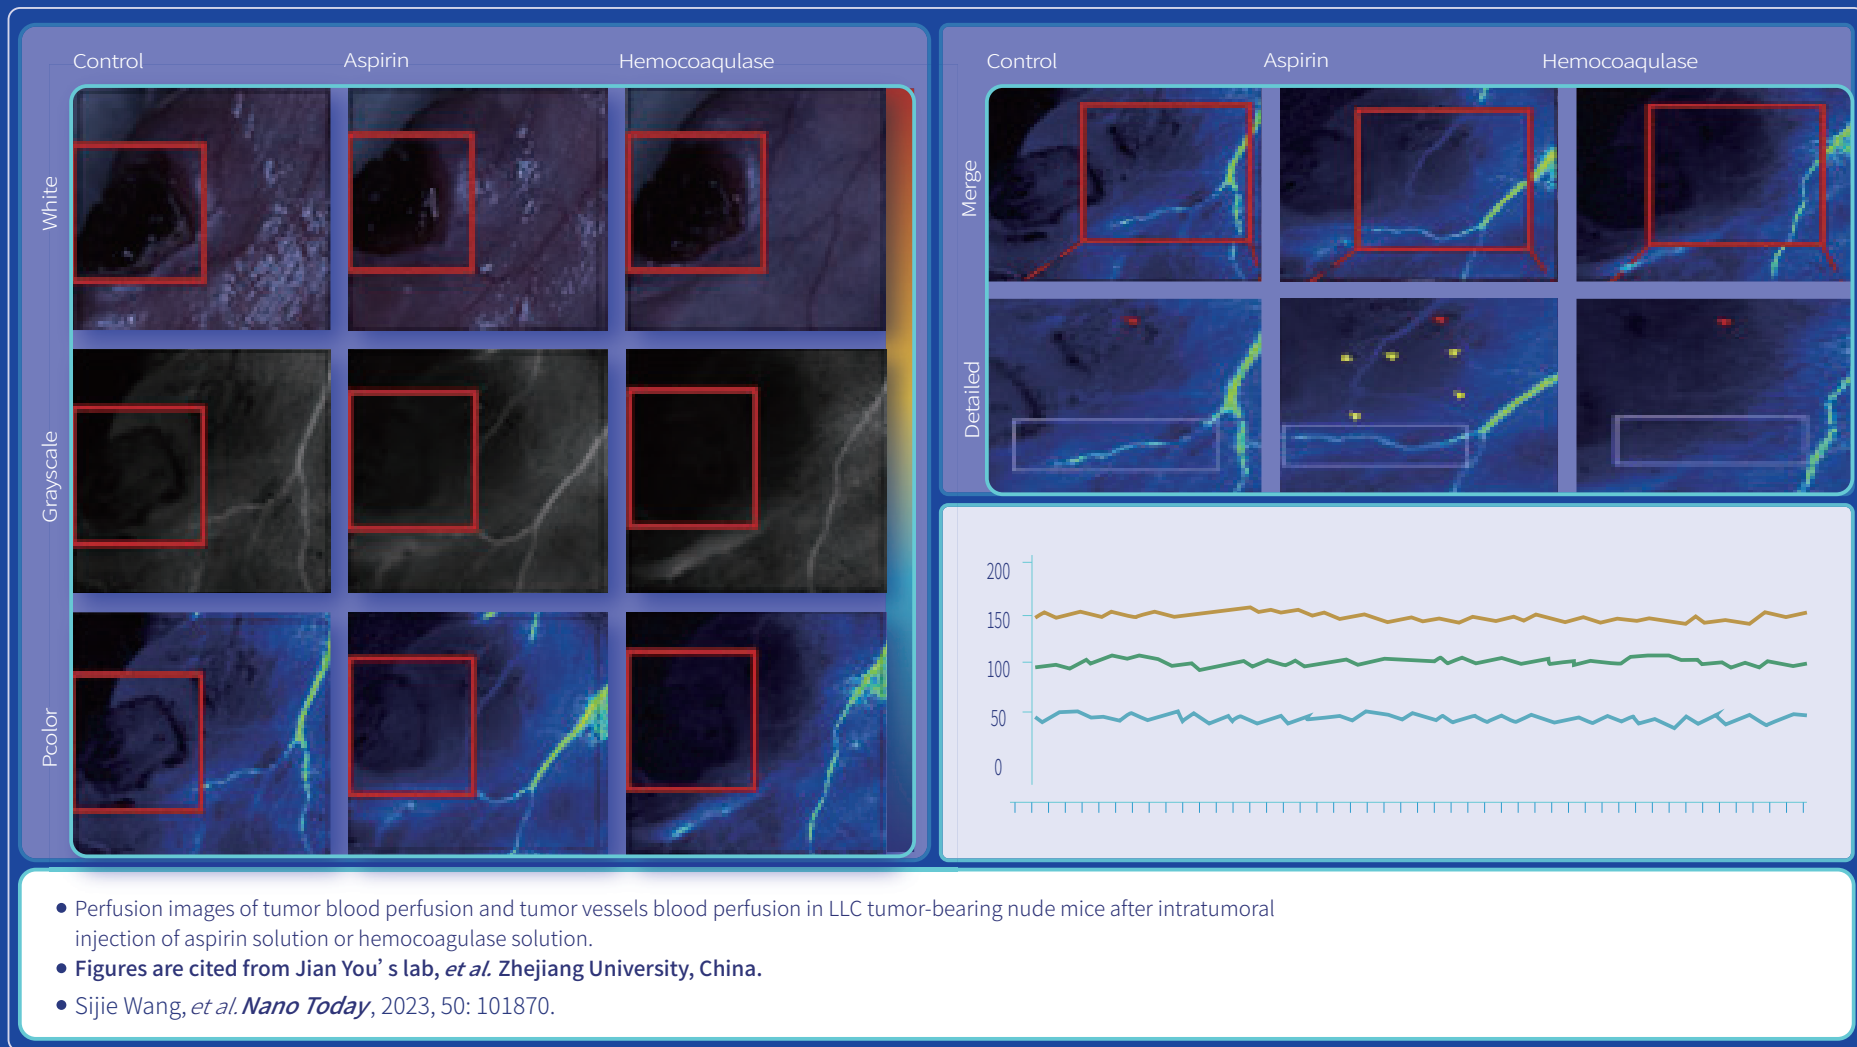 Control Aspirin Hemocoaqulase
White
Grayscale
Pcolor
Control Aspirin Hemocoaqulase
Merge
Detailed
200
150
100
50
0
• Perfusion images of tumor blood perfusion and tumor vessels blood perfusion in LLC tumor-bearing nude mice after intratumoral
injection of aspirin solution or hemocoagulase solution.
• Figures are cited from Jian You’s lab, et al. Zhejiang University, China.
• Sijie Wang, et al. Nano Today, 2023, 50: 101870.